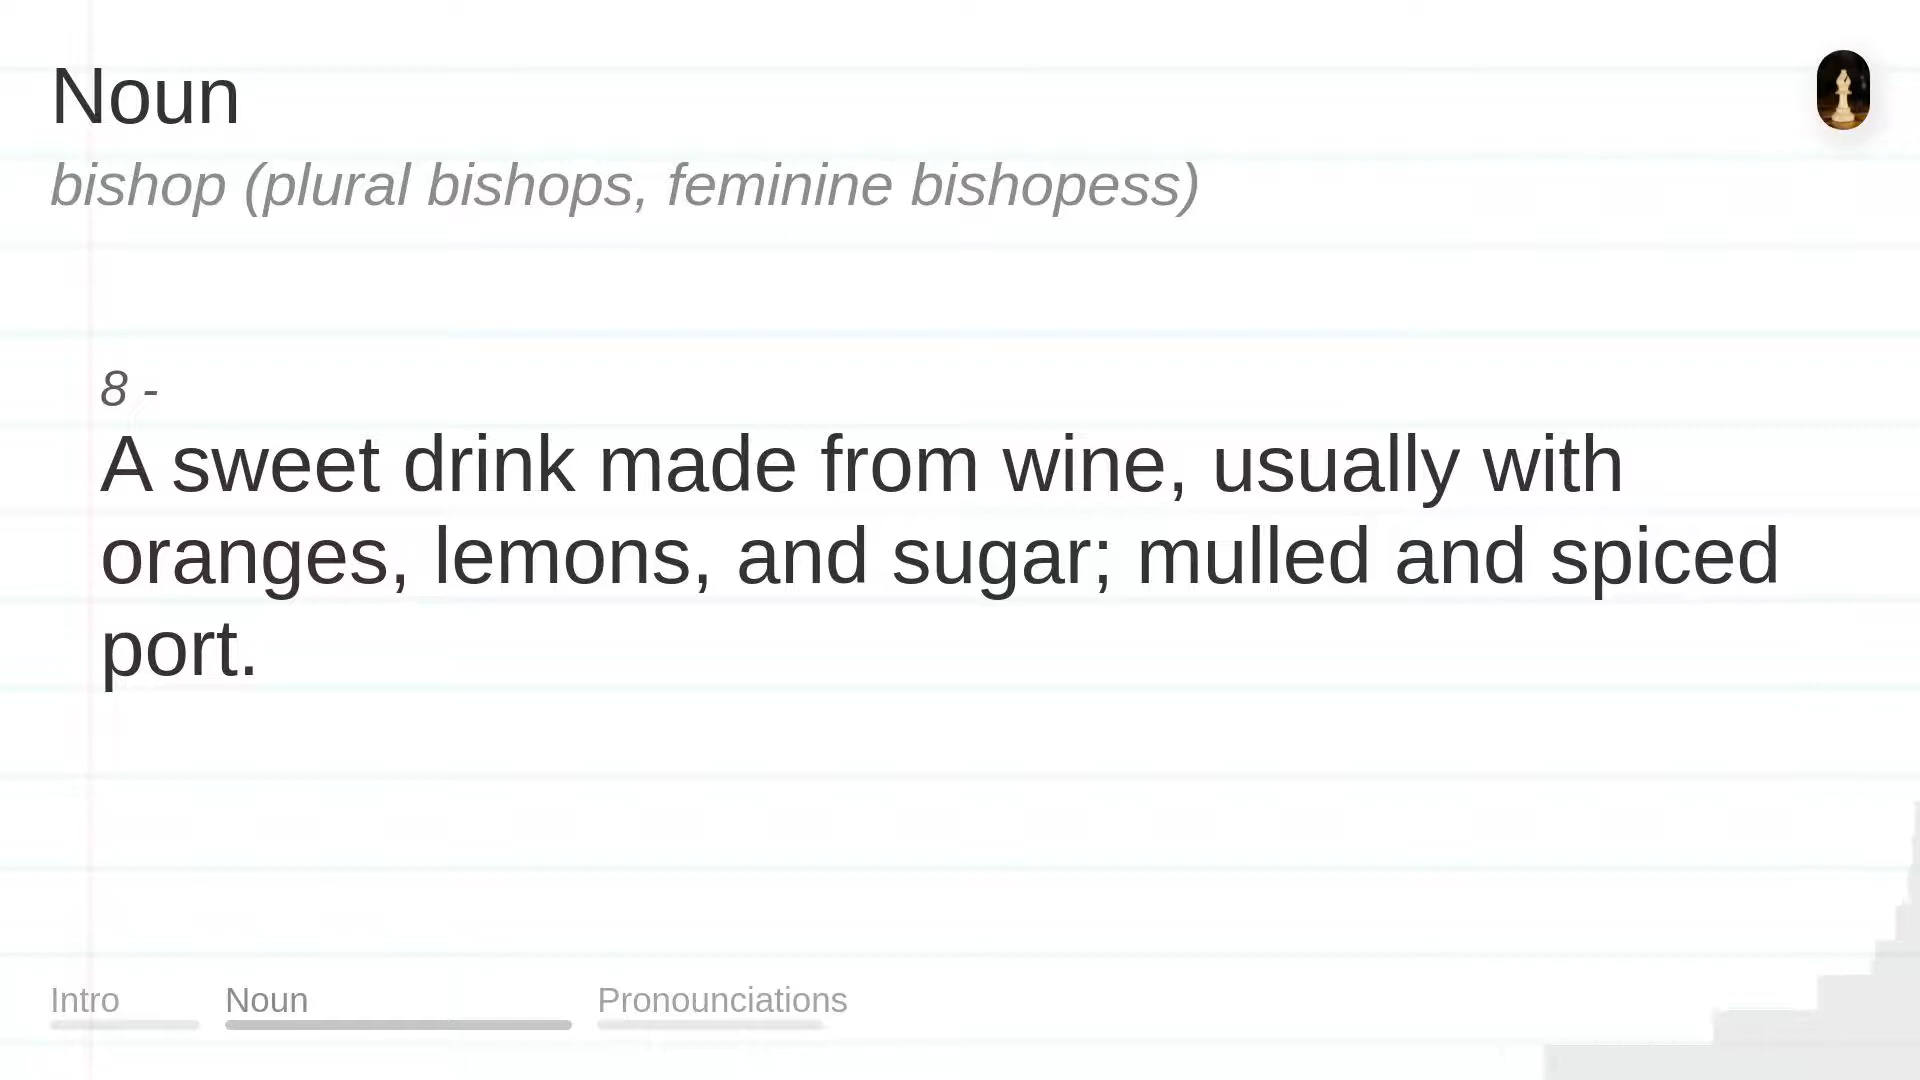 Noun
bishop (plural bishops, feminine bishopess)
8 -
A sweet drink made from wine, usually with
oranges, lemons, and sugar; mulled and spiced
port.
Intro
Noun
Pronounciations